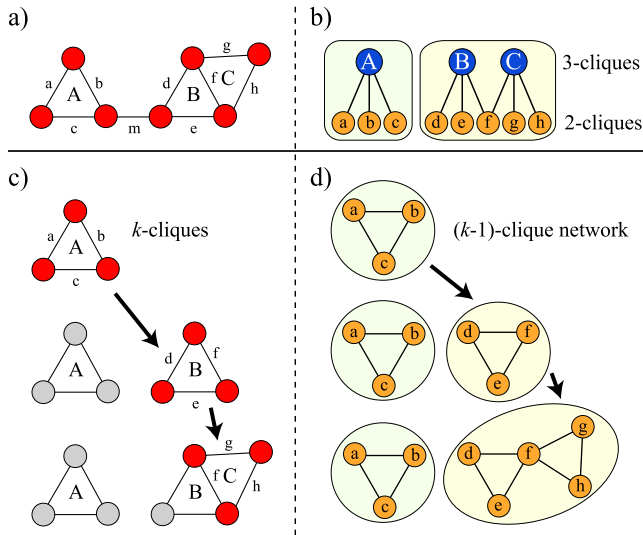 a)
g
a A b
d B f C h
c m e
b)
A B C 3-cliques
a b c d e f g h 2-cliques
c)
k-cliques
a A b
c
A d B f
e
g
A B f C h
e
d)
(k-1)-clique network
a b
c
a b d f
c e
g
a b d f
h
c e